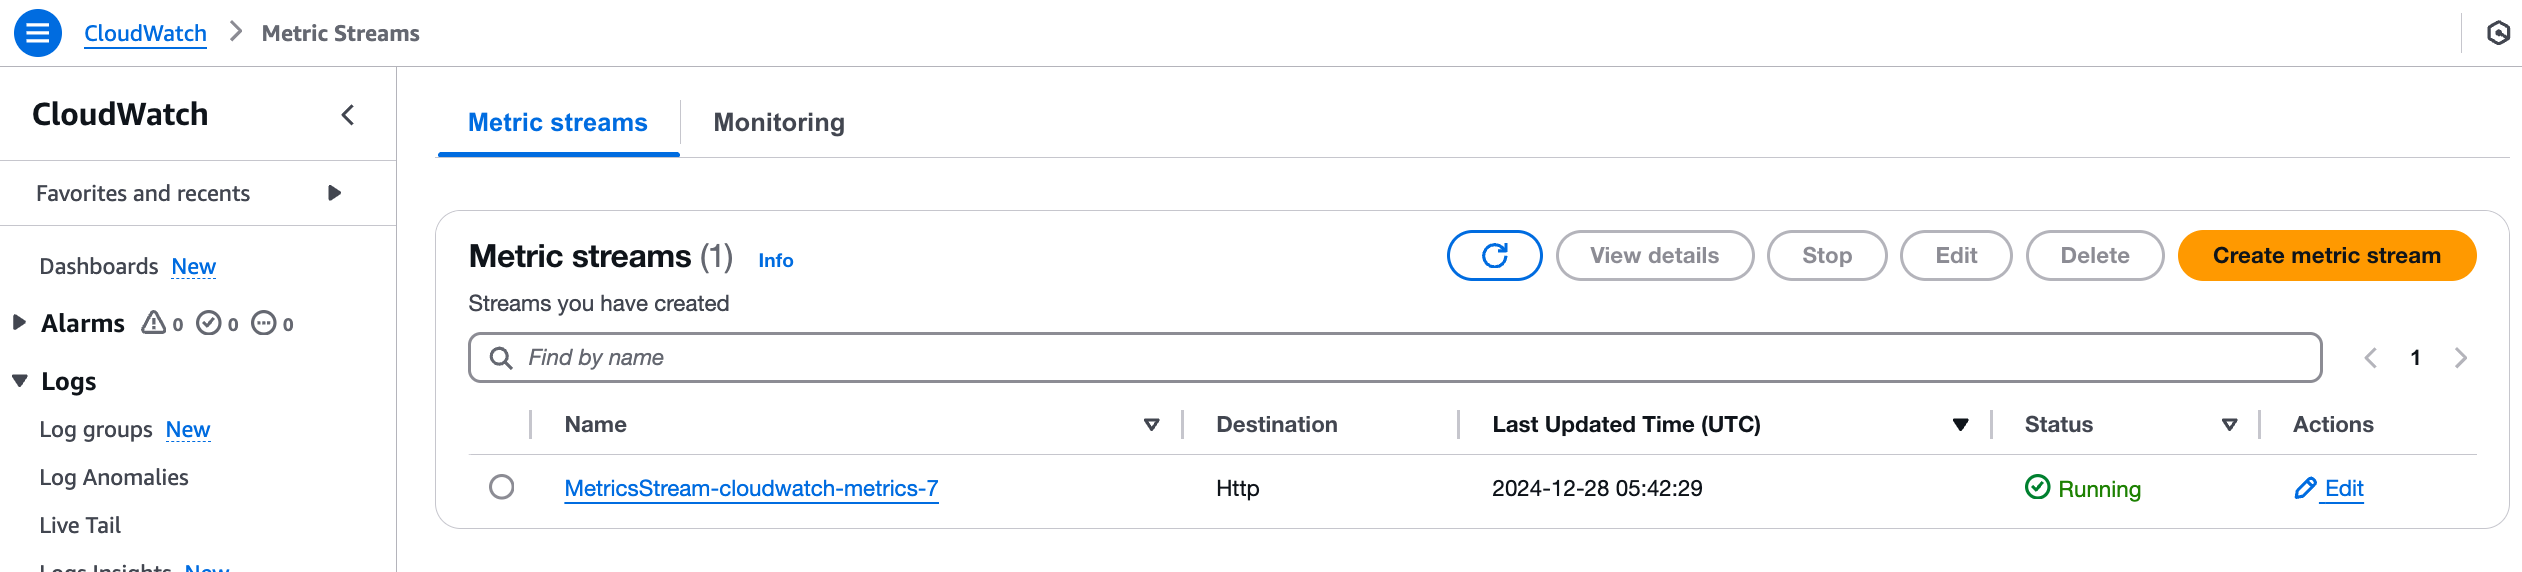 CloudWatch > Metric Streams
CloudWatch
Favorites and recents
Dashboards New
Alarms 0 0 0
Logs
Log groups New
Log Anomalies
Live Tail
Logs Insights New
Metric streams
Monitoring
Metric streams (1) Info
View details
Stop
Edit
Delete
Create metric stream
Streams you have created
Find by name
1
Name Destination Last Updated Time (UTC) Status Actions
MetricsStream-cloudwatch-metrics-7 Http 2024-12-28 05:42:29 Running Edit